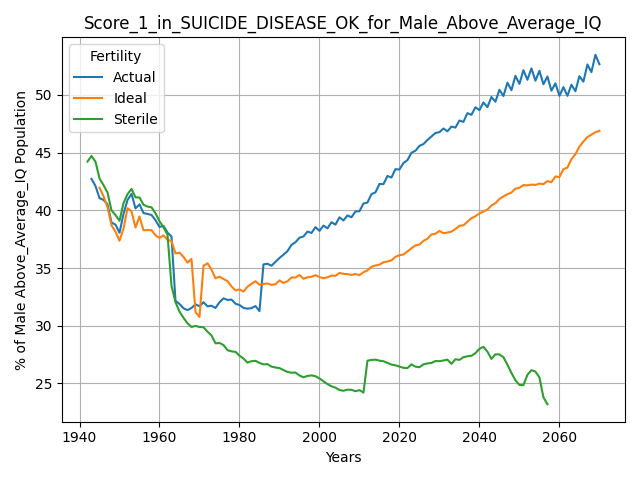 Score_1_in_SUICIDE_DISEASE_OK_for_Male_Above_Average_IQ
Fertility
Actual
Ideal
Sterile
% of Male Above_Average_IQ Population
50
45
40
35
30
25
1940 1960 1980 2000 2020 2040 2060
Years